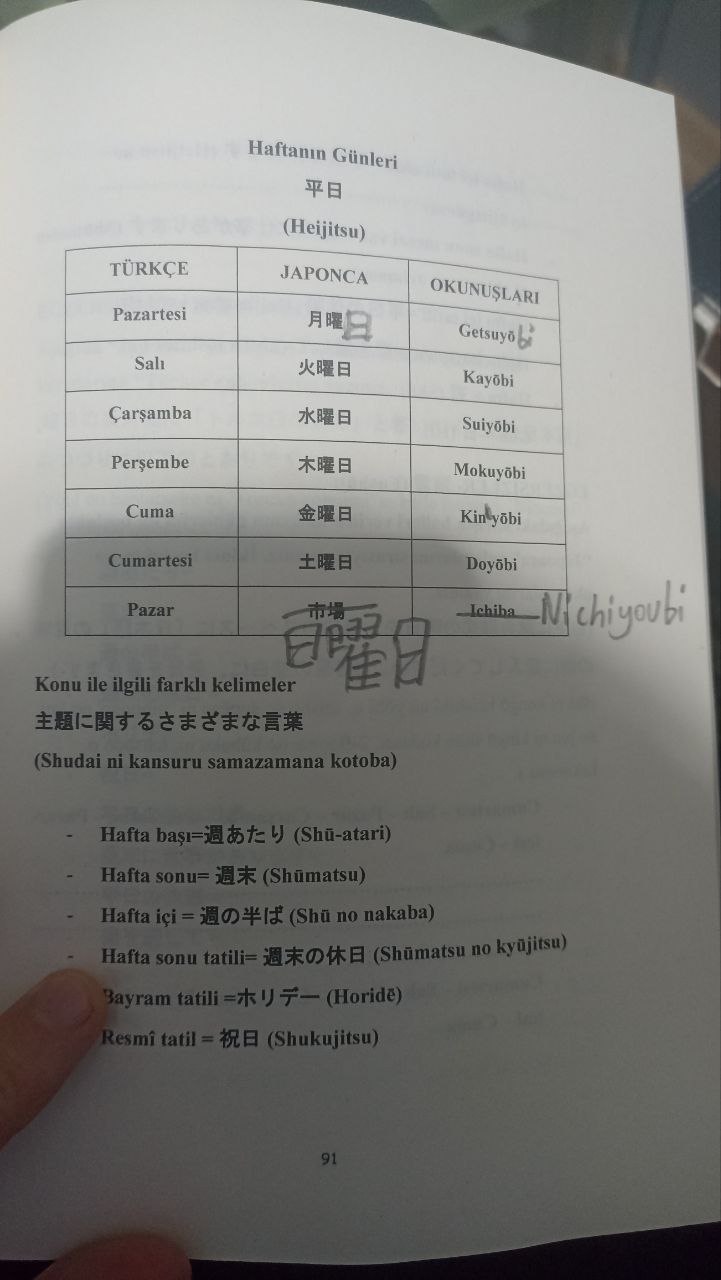 Haftanın Günleri
平日
(Heijitsu)
TÜRKÇE JAPONCA OKUNUŞLARI
Pazartesi 月曜日 Getsuyōbi
Salı 火曜日 Kayōbi
Çarşamba 水曜日 Suiyōbi
Perşembe 木曜日 Mokuyōbi
Cuma 金曜日 Kin'yōbi
Cumartesi 土曜日 Doyōbi
Pazar 市場 Ichiba Nichiyoubi
日曜日
Konu ile ilgili farklı kelimeler
主題に関するさまざまな言葉
(Shudai ni kansuru samazamana kotoba)
- Hafta başı=週あたり (Shū-atari)
- Hafta sonu= 週末 (Shūmatsu)
- Hafta içi = 週の半ば (Shū no nakaba)
- Hafta sonu tatili= 週末の休日 (Shūmatsu no kyūjitsu)
Bayram tatili =ホリデー (Horidē)
Resmî tatil = 祝日 (Shukujitsu)
91